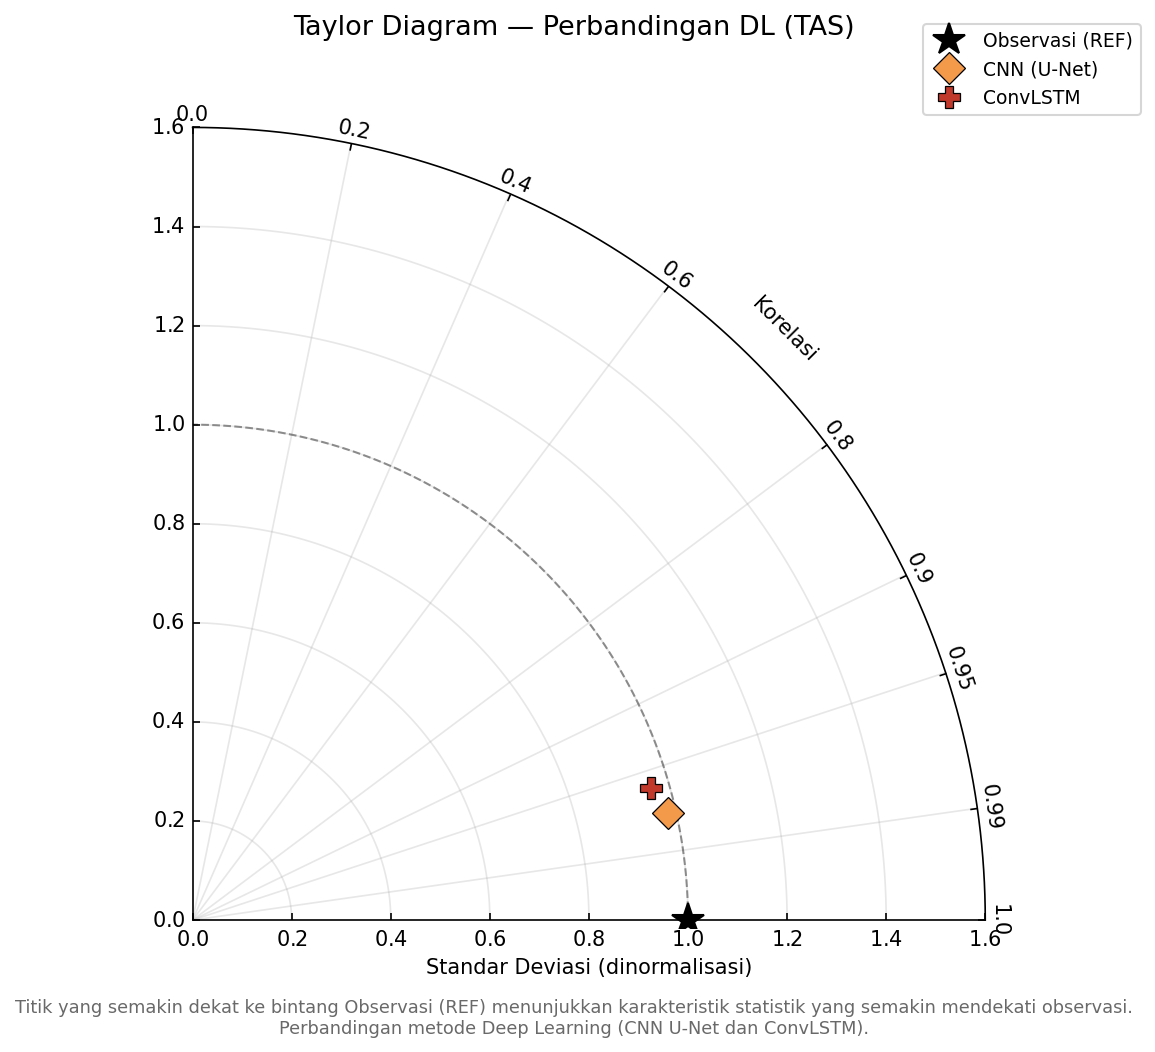 Taylor Diagram — Perbandingan DL (TAS)
Observasi (REF)
CNN (U-Net)
ConvLSTM
0.0
0.2
0.4
0.6
0.8
0.9
0.95
0.99
1.0
Korelasi
1.6
1.4
1.2
1.0
0.8
0.6
0.4
0.2
0.0
0.0 0.2 0.4 0.6 0.8 1.0 1.2 1.4 1.6
Standar Deviasi (dinormalisasi)
Titik yang semakin dekat ke bintang Observasi (REF) menunjukkan karakteristik statistik yang semakin mendekati observasi.
Perbandingan metode Deep Learning (CNN U-Net dan ConvLSTM).